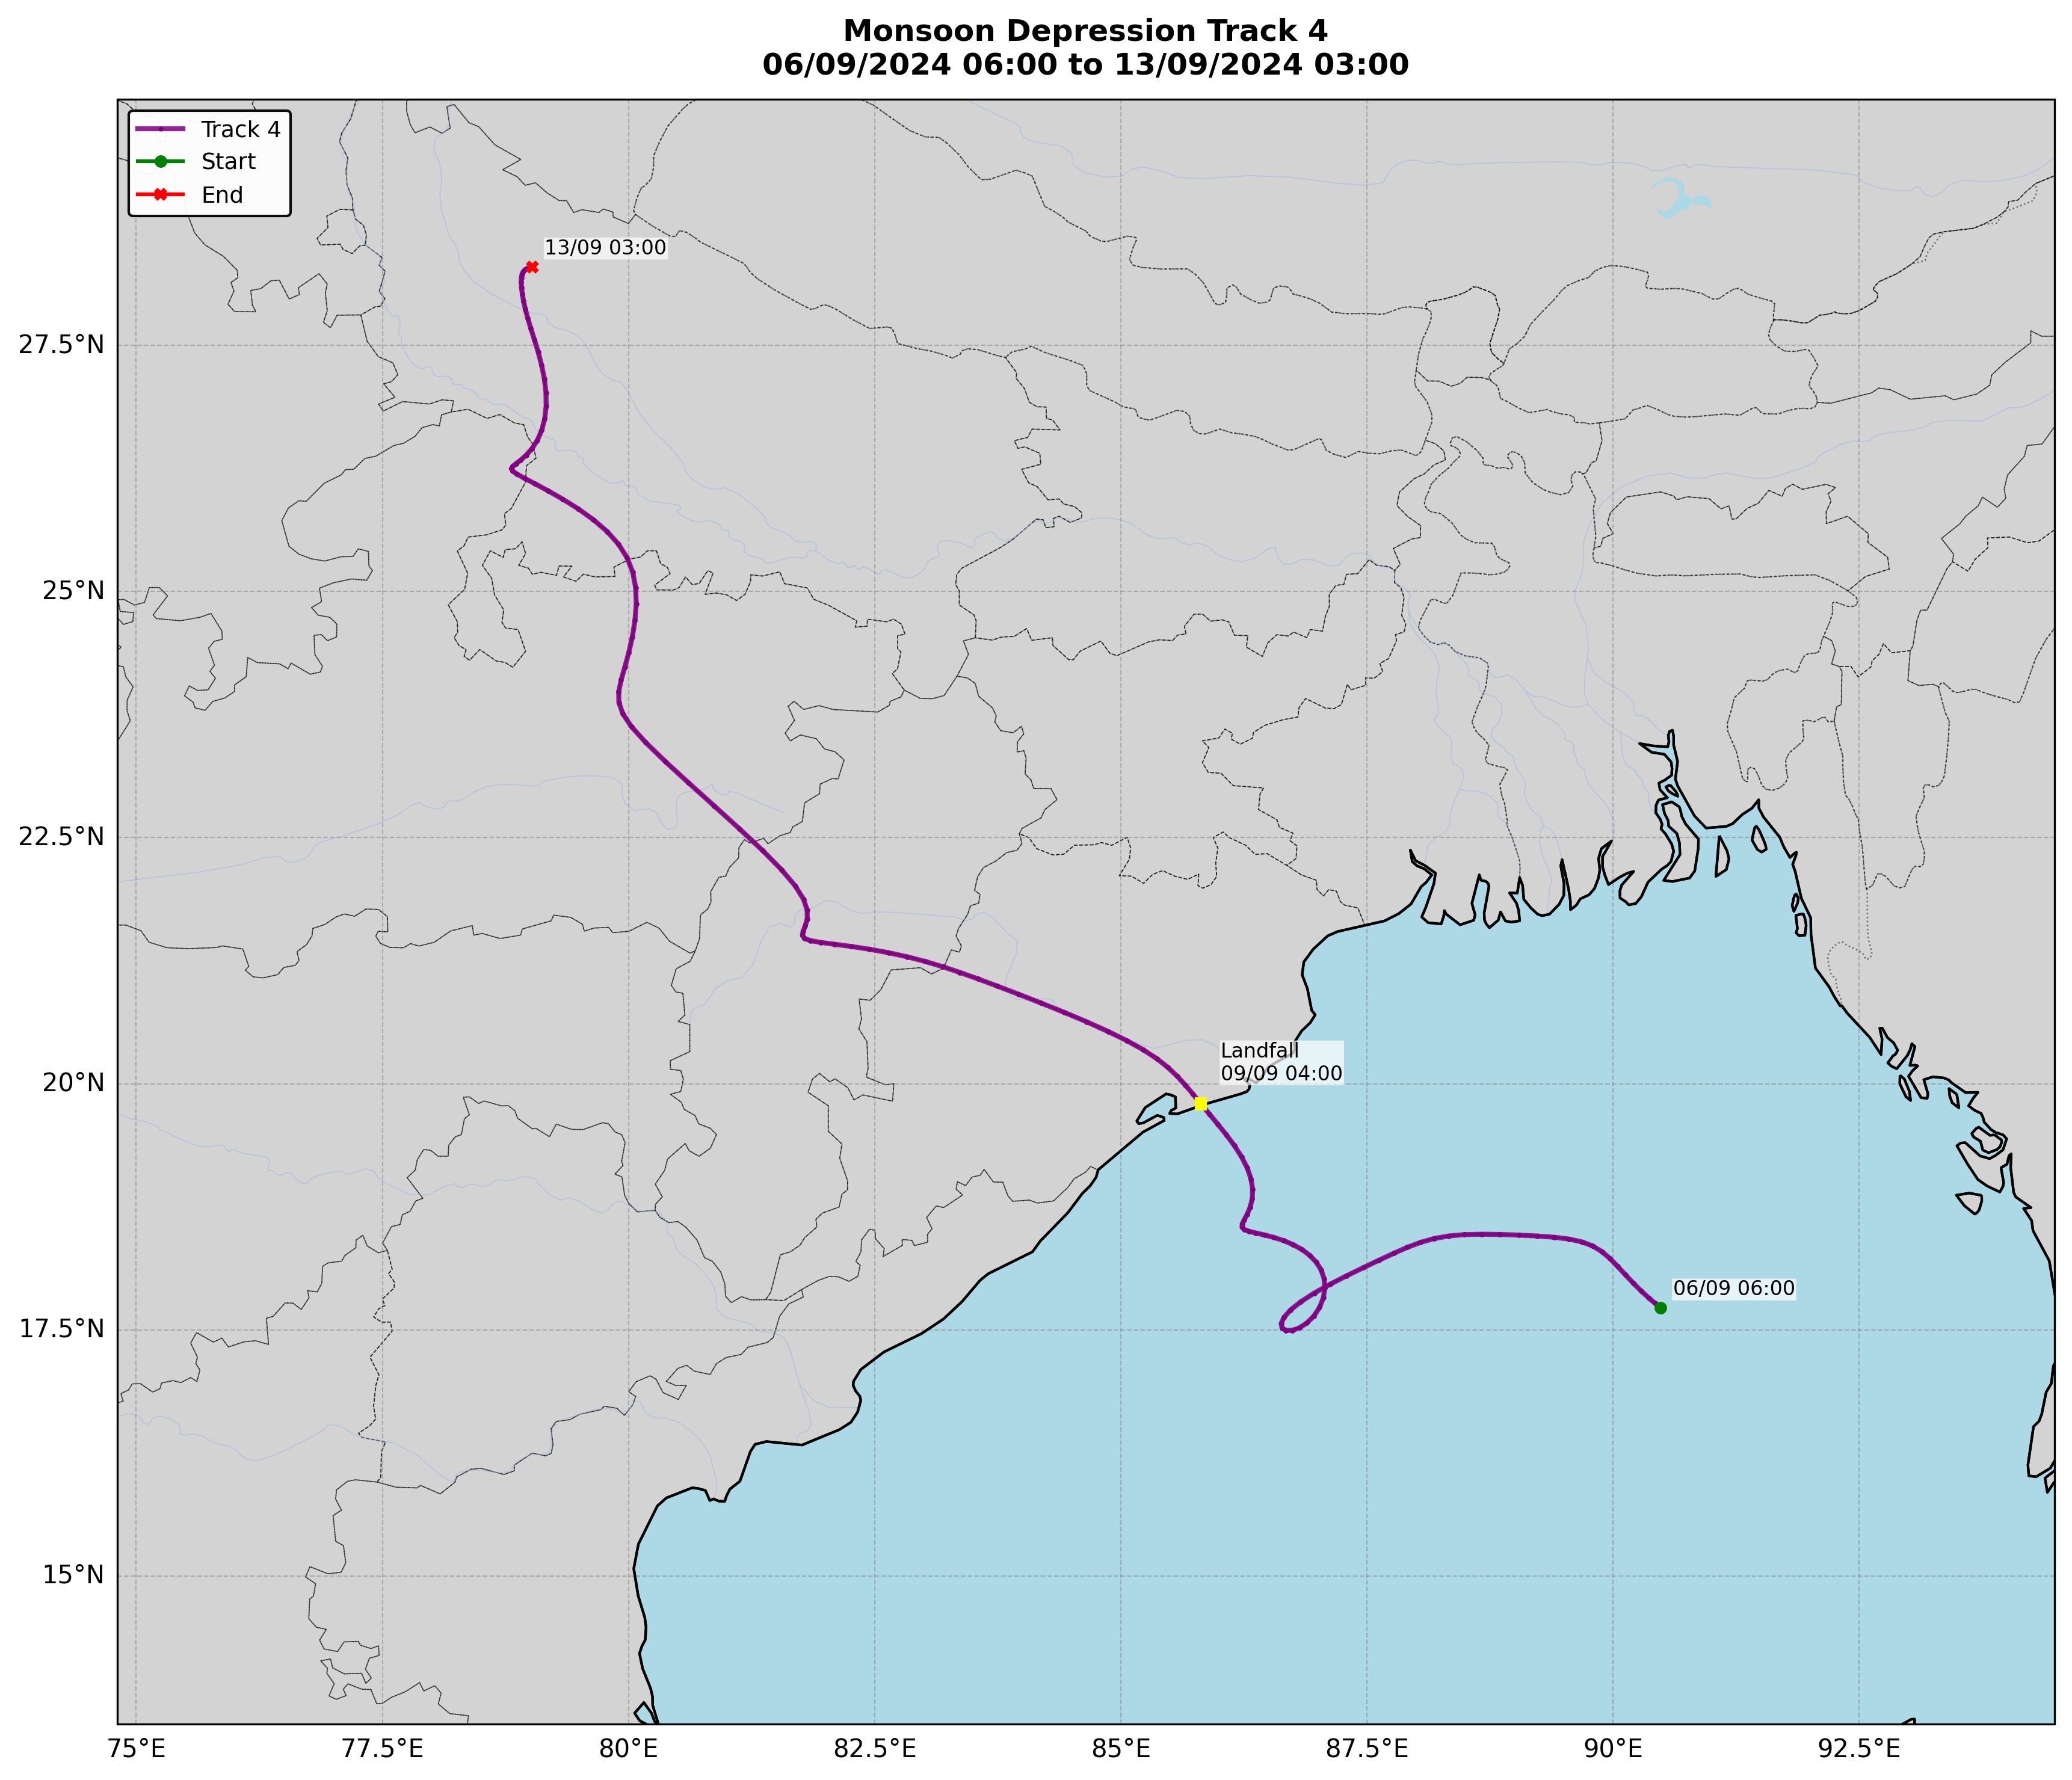 Monsoon Depression Track 4
06/09/2024 06:00 to 13/09/2024 03:00
Track 4
Start
End
13/09 03:00
27.5°N
25°N
22.5°N
Landfall
09/09 04:00
20°N
06/09 06:00
17.5°N
15°N
75°E
77.5°E
80°E
82.5°E
85°E
87.5°E
90°E
92.5°E